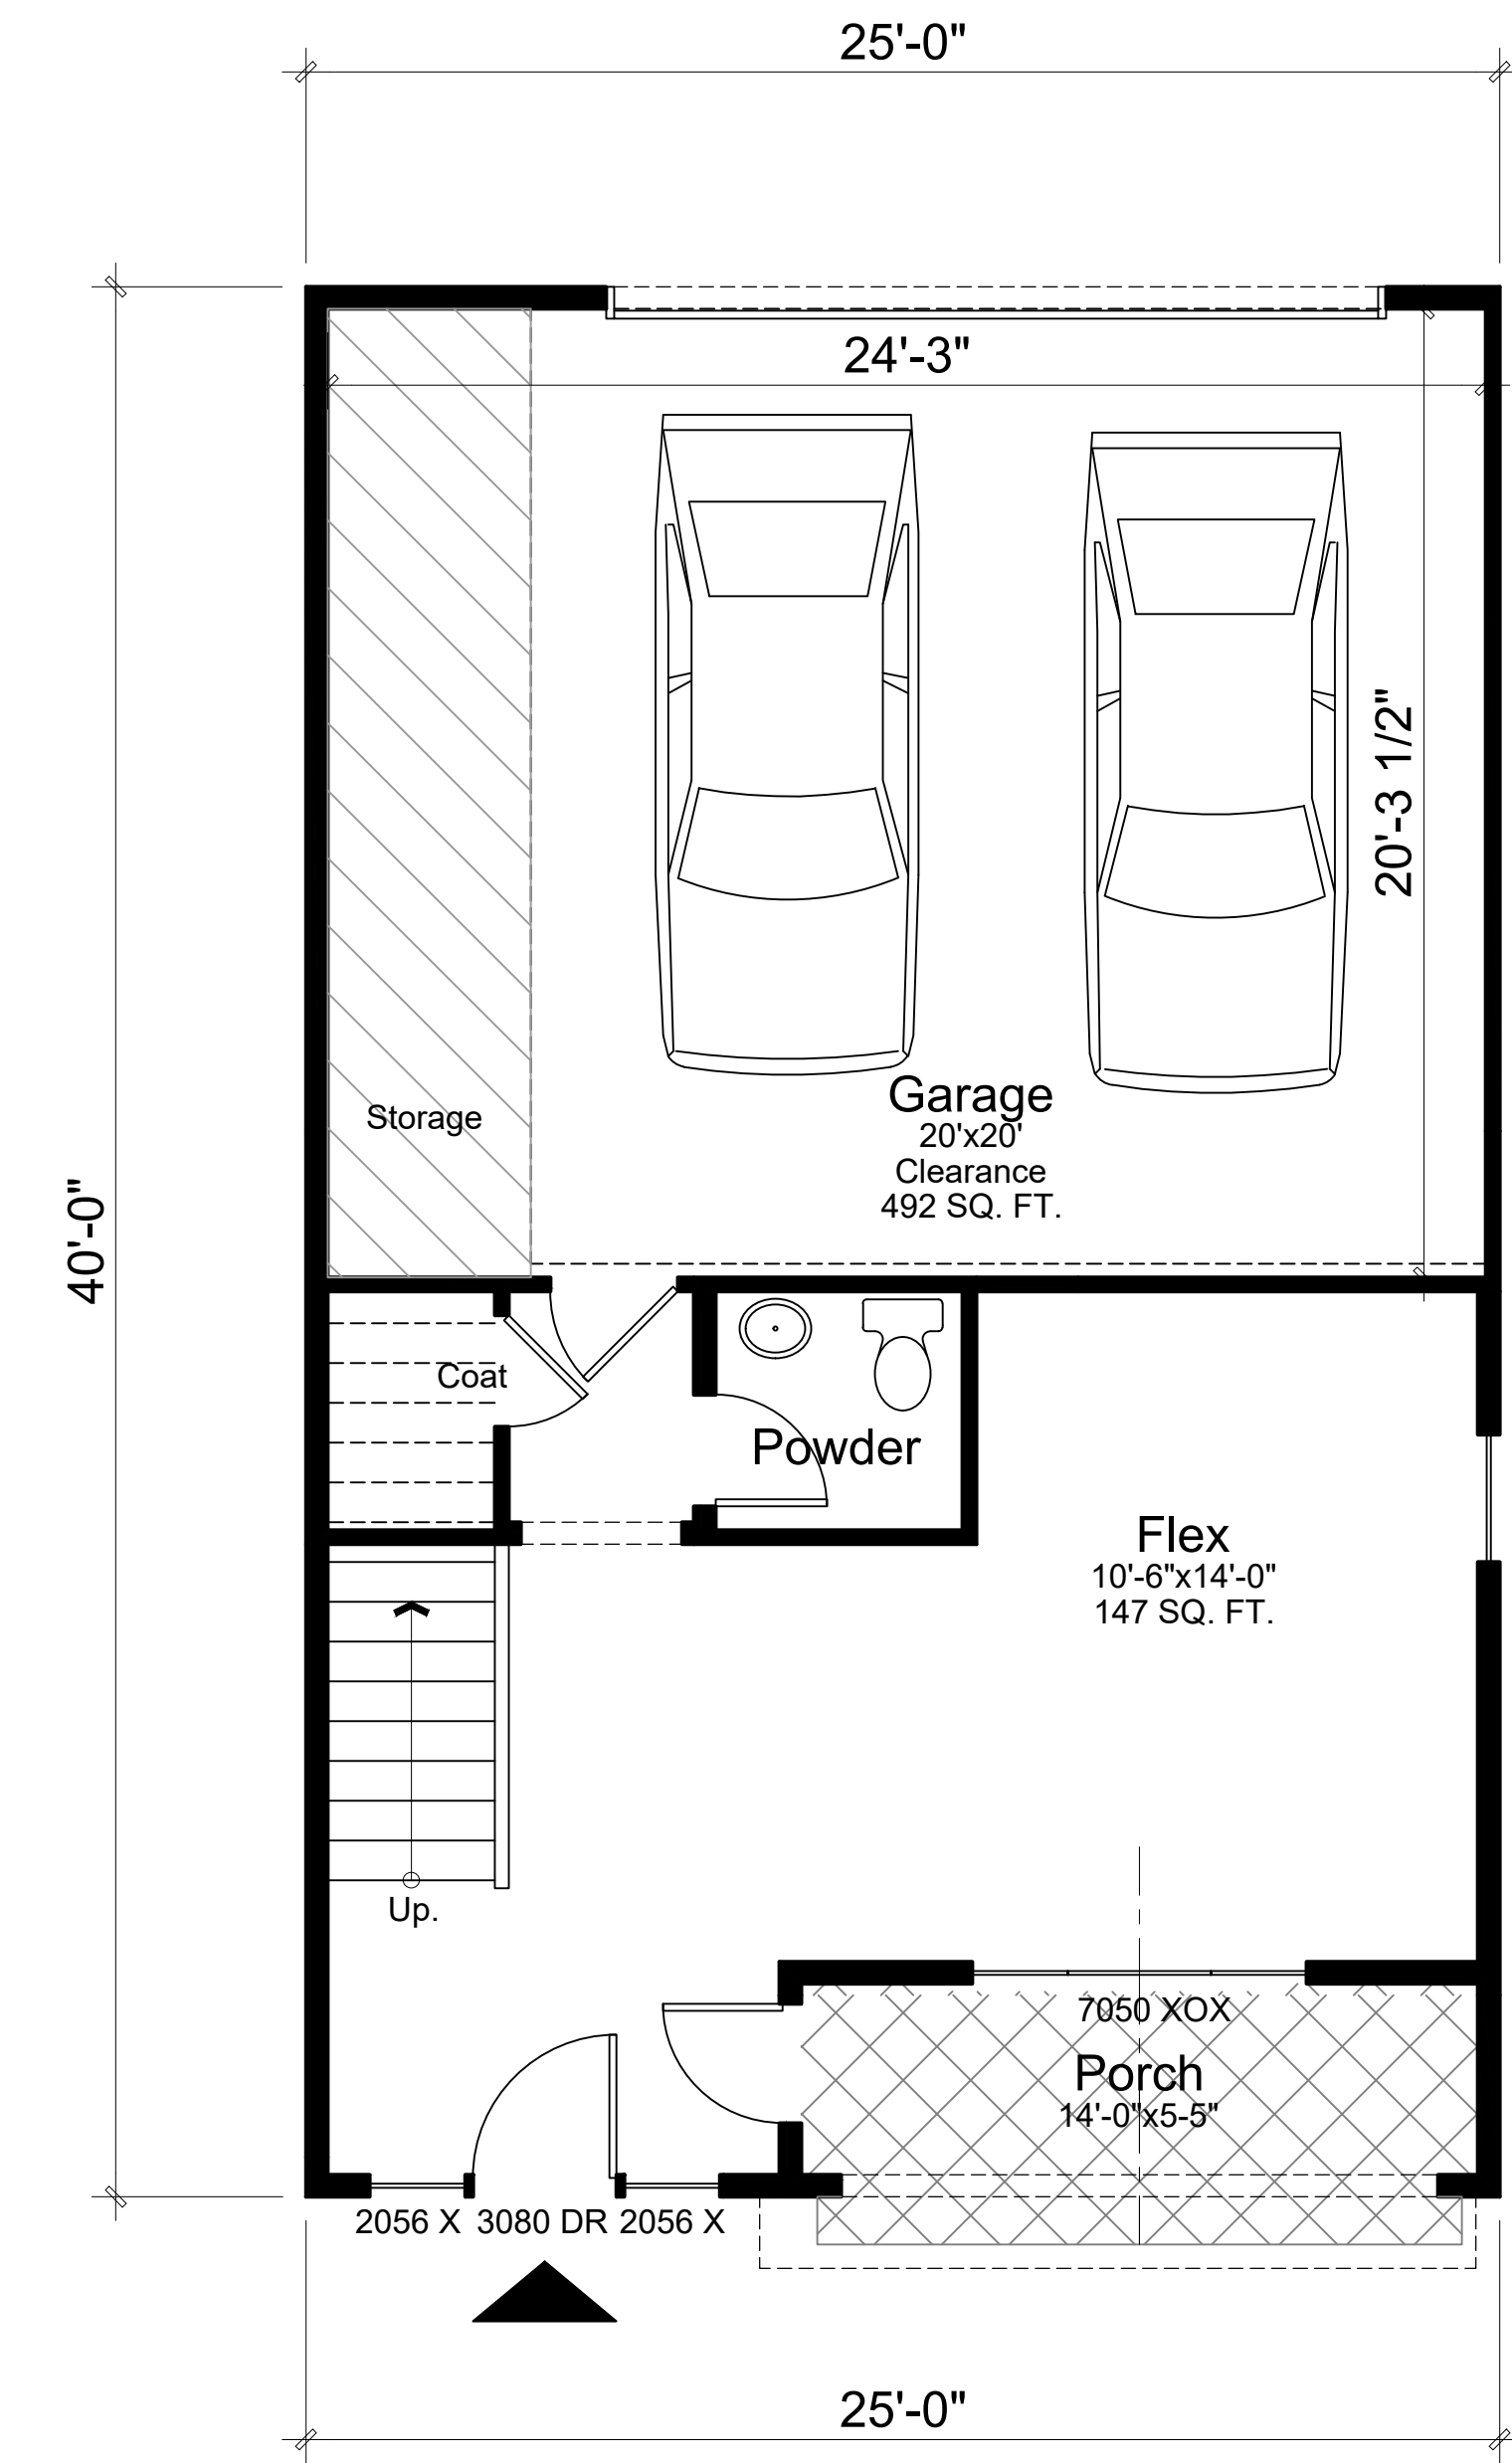 25'-0"
24'-3"
20'-3 1/2"
Garage
20'x20'
Clearance
492 SQ. FT.
Storage
40'-0"
Coat
Powder
Flex
10'-6"x14'-0"
147 SQ. FT.
Up.
7050 XOX
Porch
14'-0"x5-5"
2056 X 3080 DR 2056 X
25'-0"